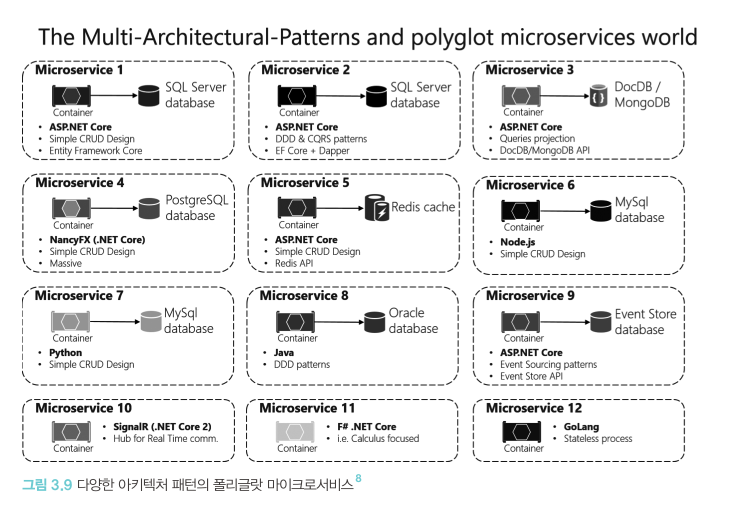 The Multi-Architectural-Patterns and polyglot microservices world
Microservice 1
SQL Server
database
Container
• ASP.NET Core
• Simple CRUD Design
• Entity Framework Core
Microservice 2
SQL Server
database
Container
• ASP.NET Core
• DDD & CQRS patterns
• EF Core + Dapper
Microservice 3
DocDB /
MongoDB
Container
• ASP.NET Core
• Queries projection
• DocDB/MongoDB API
Microservice 4
PostgreSQL
database
Container
• NancyFX (.NET Core)
• Simple CRUD Design
• Massive
Microservice 5
Redis cache
Container
• ASP.NET Core
• Simple CRUD Design
• Redis API
Microservice 6
MySql
database
Container
• Node.js
• Simple CRUD Design
Microservice 7
MySql
database
Container
• Python
• Simple CRUD Design
Microservice 8
Oracle
database
Container
• Java
• DDD patterns
Microservice 9
Event Store
database
Container
• ASP.NET Core
• Event Sourcing patterns
• Event Store API
Microservice 10
Container
• SignalR (.NET Core 2)
• Hub for Real Time comm.
Microservice 11
Container
• F# .NET Core
• i.e. Calculus focused
Microservice 12
Container
• GoLang
• Stateless process
그림 3.9 다양한 아키텍처 패턴의 폴리글랏 마이크로서비스8